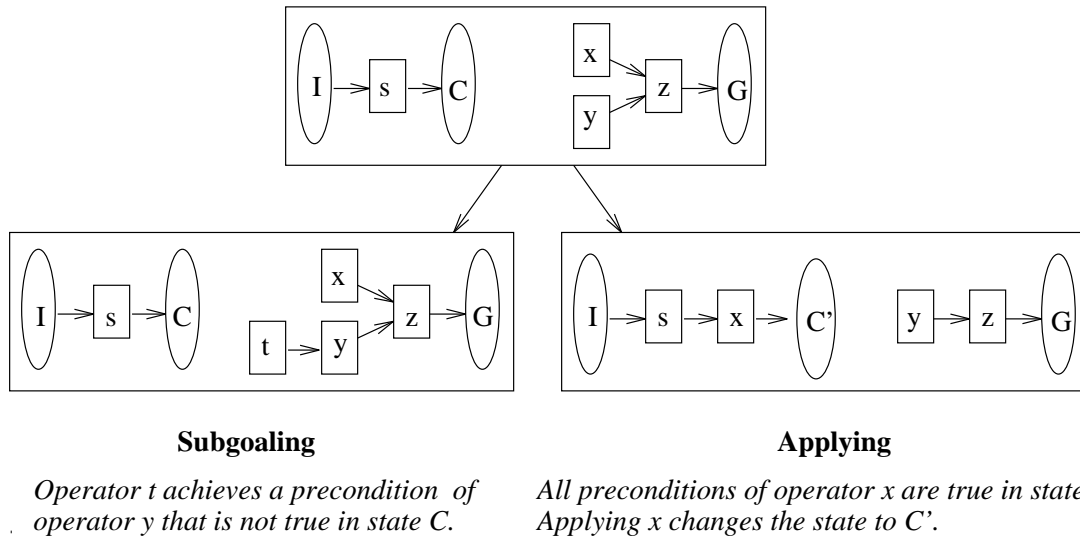 I s C x y z G
I s C x t y z G
I s x C' y z G
Subgoaling
Operator t achieves a precondition of
operator y that is not true in state C.
Applying
All preconditions of operator x are true in state
Applying x changes the state to C'.